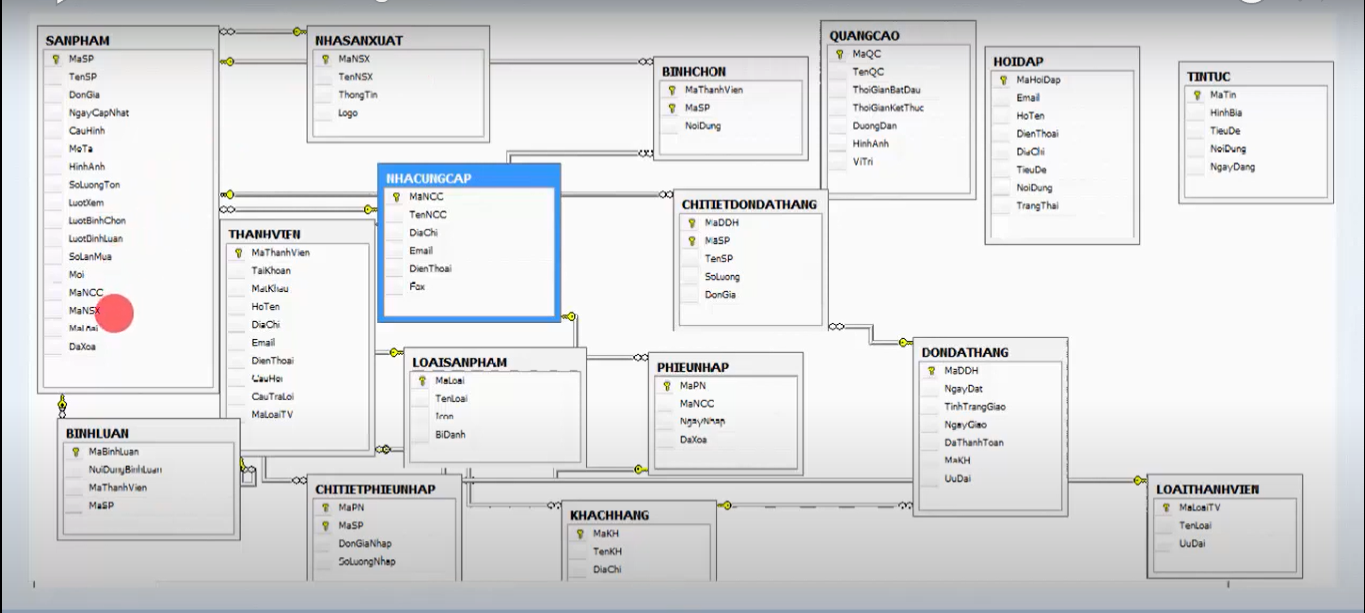 SANPHAM
MaSP
TenSP
DonGia
NgayCapNhat
CauHinh
MoTa
HinhAnh
SoLuongTon
LuotXem
LuotBinhChon
LuotBinhLuan
SoLanMua
Moi
MaNCC
MaNSX
MaLoai
DaXoa
NHASANXUAT
MaNSX
TenNSX
ThongTin
Logo
BINHCHON
MaThanhVien
MaSP
NoiDung
QUANGCAO
MaQC
TenQC
ThoiGianBatDau
ThoiGianKetThuc
DuongDan
HinhAnh
ViTri
HOIDAP
MaHoiDap
Email
HoTen
DienThoai
DiaChi
TieuDe
NoiDung
TrangThai
TINTUC
MaTin
HinhBia
TieuDe
NoiDung
NgayDang
NHACUNGCAP
MaNCC
TenNCC
DiaChi
Email
DienThoai
Fox
THANHVIEN
MaThanhVien
TaiKhoan
MatKhau
HoTen
DiaChi
Email
DienThoai
CauHoi
CauTraLoi
MaLoaiTV
CHITIETDONDATHANG
MaDDH
MaSP
TenSP
SoLuong
DonGia
LOAISANPHAM
MaLoai
TenLoai
Icon
BiDanh
PHIEUNHAP
MaPN
MaNCC
NgayNhap
DaXoa
DONDATHANG
MaDDH
NgayDat
TinhTrangGiao
NgayGiao
DaThanhToan
MaKH
UuDai
BINHLUAN
MaBinhLuan
NoiDungBinhLuan
MaThanhVien
MaSP
CHITIETPHIEUNHAP
MaPN
MaSP
DonGiaNhap
SoLuongNhap
KHACHHANG
MaKH
TenKH
DiaChi
LOAITHANHVIEN
MaLoaiTV
TenLoai
UuDai